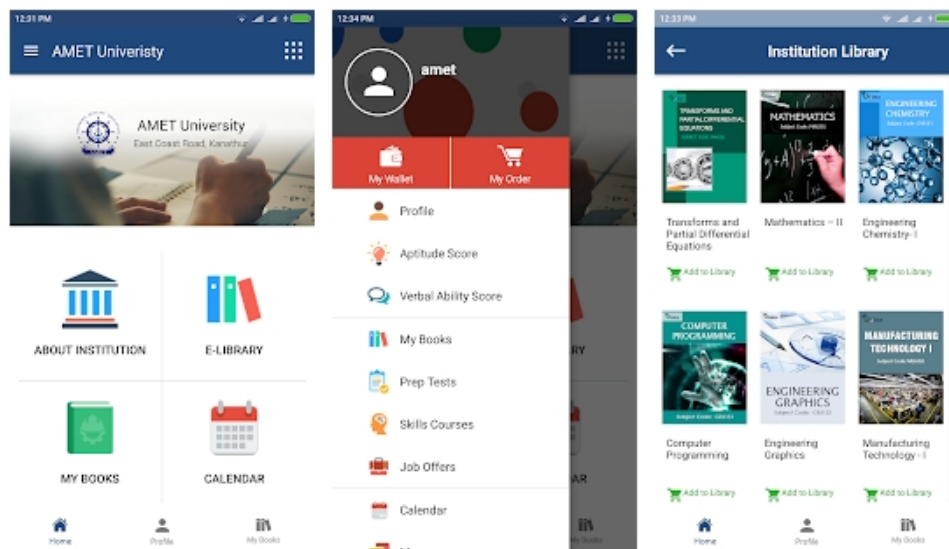 12:31 PM
AMET Univeristy
AMET University
East Coast Road, Kanathur
ABOUT INSTITUTION
E-LIBRARY
MY BOOKS
CALENDAR
Home
Profile
My Books
12:34 PM
amet
My Wallet
My Order
Profile
Aptitude Score
Verbal Ability Score
My Books
Prep Tests
Skills Courses
Job Offers
Calendar
RY
AR
12:33 PM
Institution Library
TRANSFORMS AND
PARTIAL DIFFERENTIAL
EQUATIONS
MATHEMATICS
ENGINEERING
CHEMISTRY
Transforms and
Partial Differential
Equations
Mathematics – II
Engineering
Chemistry- I
Add to Library
Add to Library
Add to Library
COMPUTER
PROGRAMMING
ENGINEERING
GRAPHICS
MANUFACTURING
TECHNOLOGY I
Computer
Programming
Engineering
Graphics
Manufacturing
Technology - I
Add to Library
Add to Library
Add to Library
Home
Profile
My Books